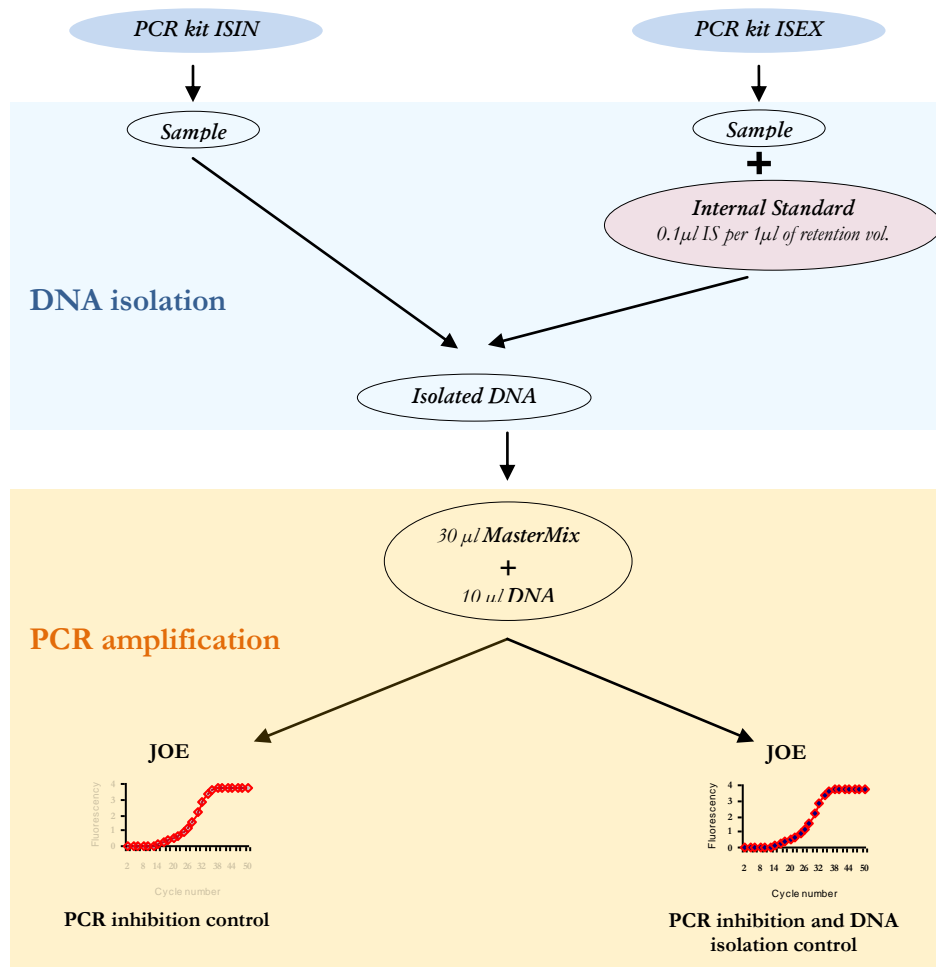 PCR kit ISIN
PCR kit ISEX
Sample
Sample
+
Internal Standard
0.1µl IS per 1µl of retention vol.
DNA isolation
Isolated DNA
30 µl MasterMix
+
10 µl DNA
PCR amplification
JOE
JOE
Fluorescency
4
3
2
1
0
2 8 14 20 26 32 38 44 50
Cycle number
Fluorescency
4
3
2
1
0
2 8 14 20 26 32 38 44 50
Cycle number
PCR inhibition control
PCR inhibition and DNA
isolation control